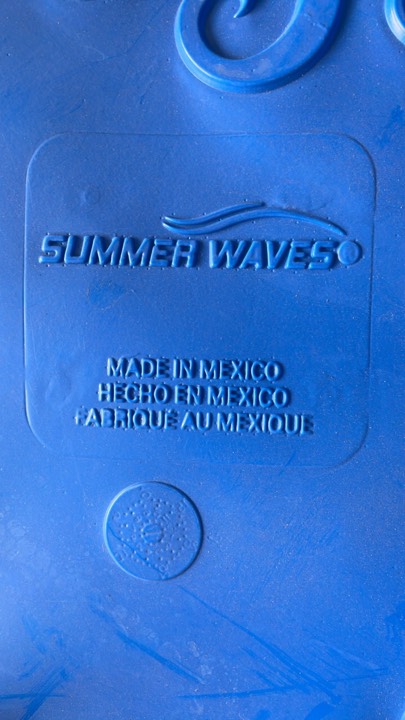 SUMMER WAVES®
MADE IN MEXICO
HECHO EN MEXICO
FABRIQUÉ AU MEXIQUE